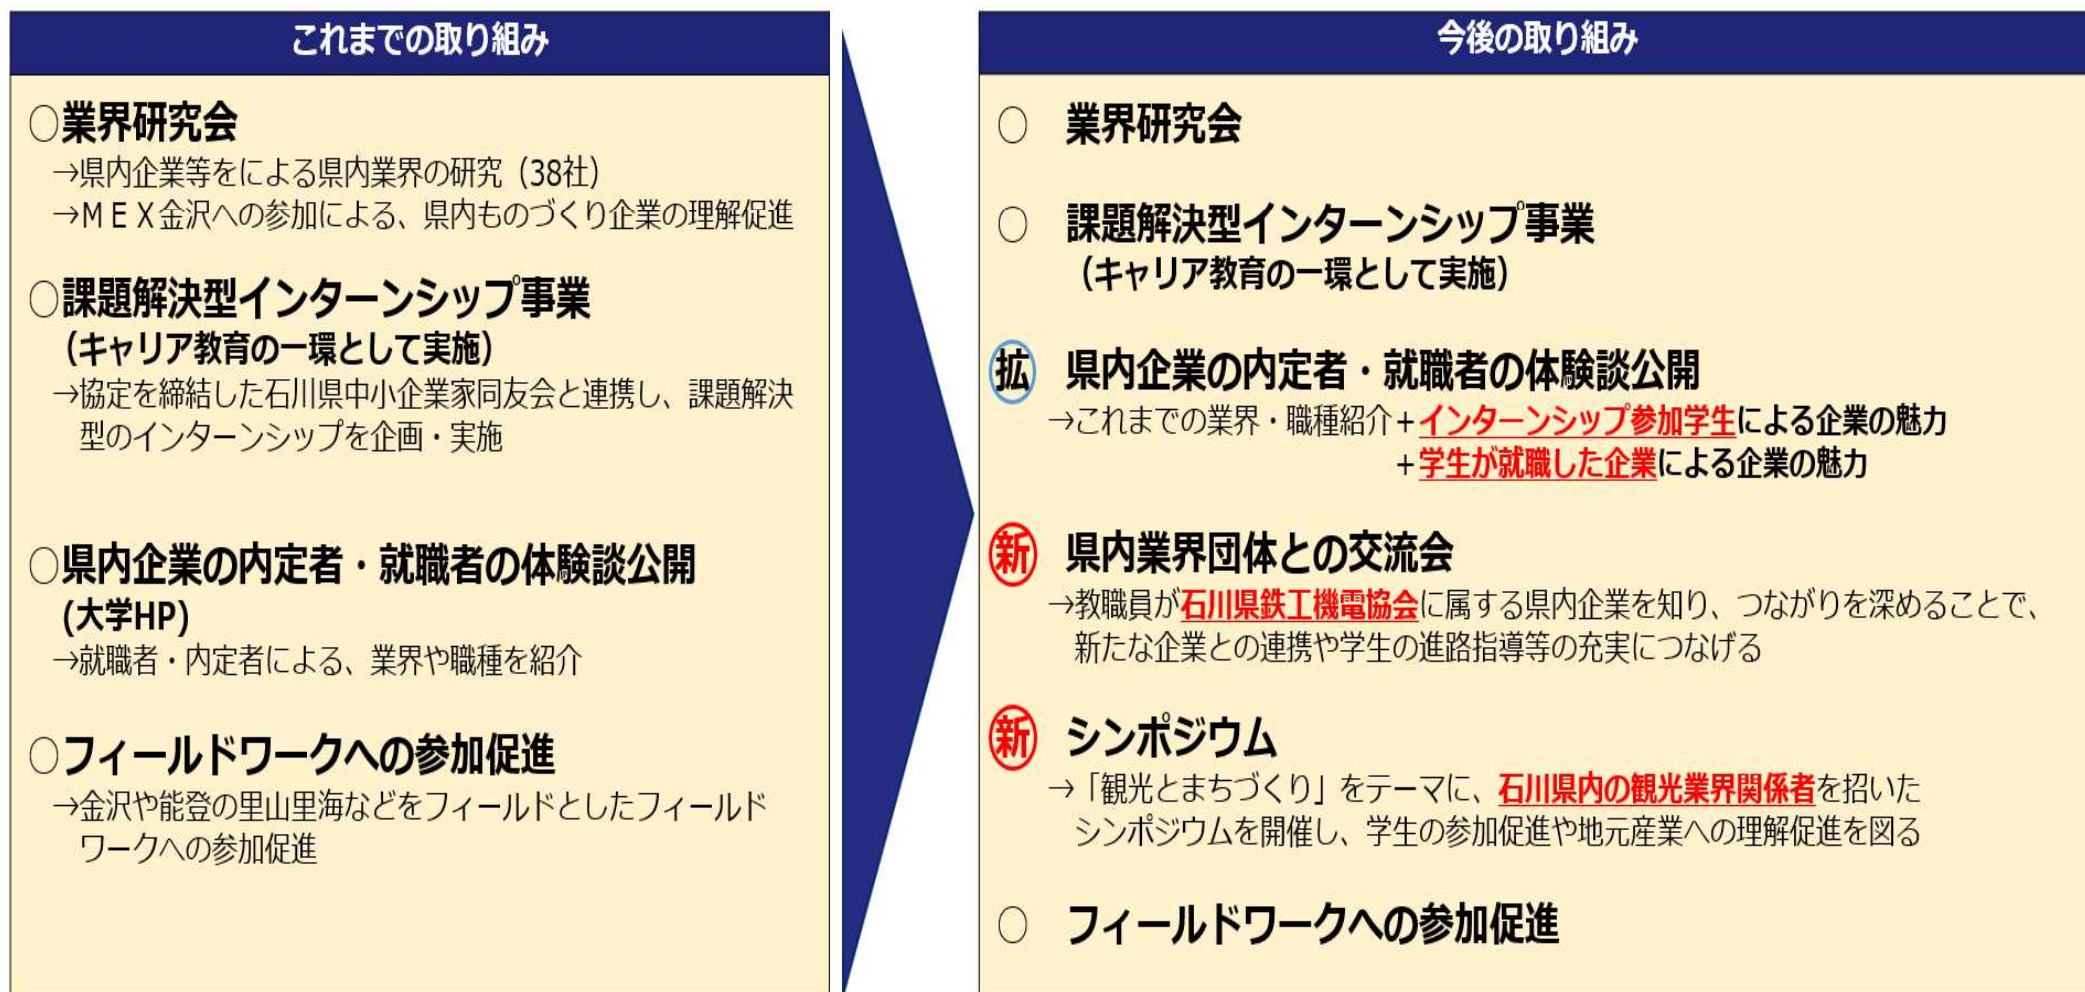 これまでの取り組み
○業界研究会
→県内企業等をによる県内業界の研究（38社）
→ＭＥＸ金沢への参加による、県内ものづくり企業の理解促進
○課題解決型インターンシップ事業
（キャリア教育の一環として実施）
→協定を締結した石川県中小企業家同友会と連携し、課題解決
型のインターンシップを企画・実施
○県内企業の内定者・就職者の体験談公開
(大学HP)
→就職者・内定者による、業界や職種を紹介
○フィールドワークへの参加促進
→金沢や能登の里山里海などをフィールドとしたフィールド
ワークへの参加促進
今後の取り組み
○ 業界研究会
○ 課題解決型インターンシップ事業
（キャリア教育の一環として実施）
拡 県内企業の内定者・就職者の体験談公開
→これまでの業界・職種紹介＋インターンシップ参加学生による企業の魅力
＋学生が就職した企業による企業の魅力
新 県内業界団体との交流会
→教職員が石川県鉄工機電協会に属する県内企業を知り、つながりを深めることで、
新たな企業との連携や学生の進路指導等の充実につなげる
新 シンポジウム
→「観光とまちづくり」をテーマに、石川県内の観光業界関係者を招いた
シンポジウムを開催し、学生の参加促進や地元産業への理解促進を図る
○ フィールドワークへの参加促進